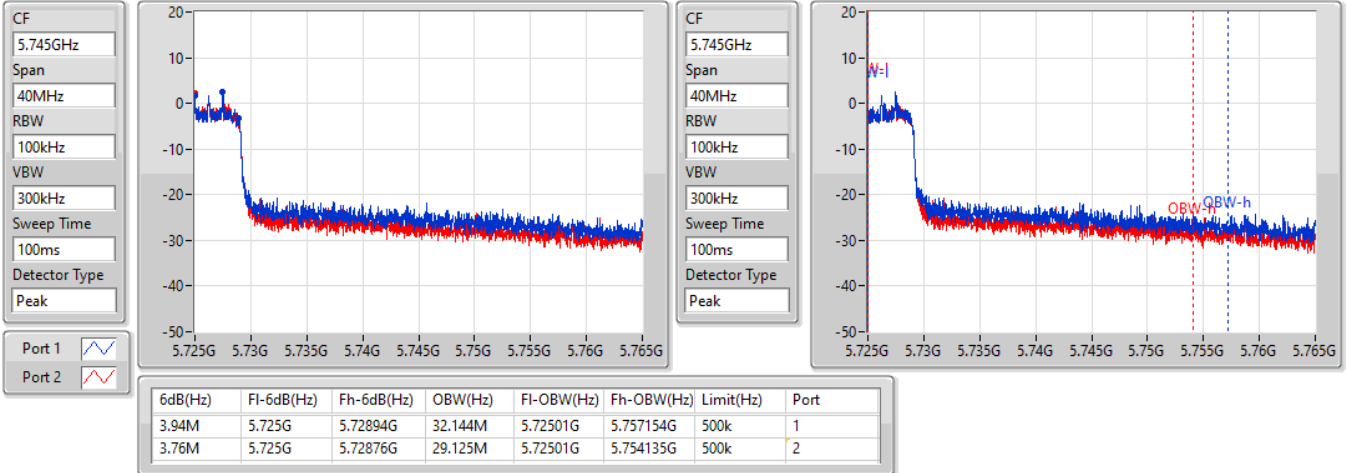 CF
5.745GHz
Span
40MHz
RBW
100kHz
VBW
300kHz
Sweep Time
100ms
Detector Type
Peak
Port 1
Port 2
20
10
0
-10
-20
-30
-40
-50
5.725G 5.73G 5.735G 5.74G 5.745G 5.75G 5.755G 5.76G 5.765G
CF
5.745GHz
Span
40MHz
RBW
100kHz
VBW
300kHz
Sweep Time
100ms
Detector Type
Peak
20
10
0
-10
-20
-30
-40
-50
OBW-h
OBW-h
5.725G 5.73G 5.735G 5.74G 5.745G 5.75G 5.755G 5.76G 5.765G
6dB(Hz) Fl-6dB(Hz) Fh-6dB(Hz) OBW(Hz) Fl-OBW(Hz) Fh-OBW(Hz) Limit(Hz) Port
3.94M 5.725G 5.72894G 32.144M 5.72501G 5.757154G 500k 1
3.76M 5.725G 5.72876G 29.125M 5.72501G 5.754135G 500k 2